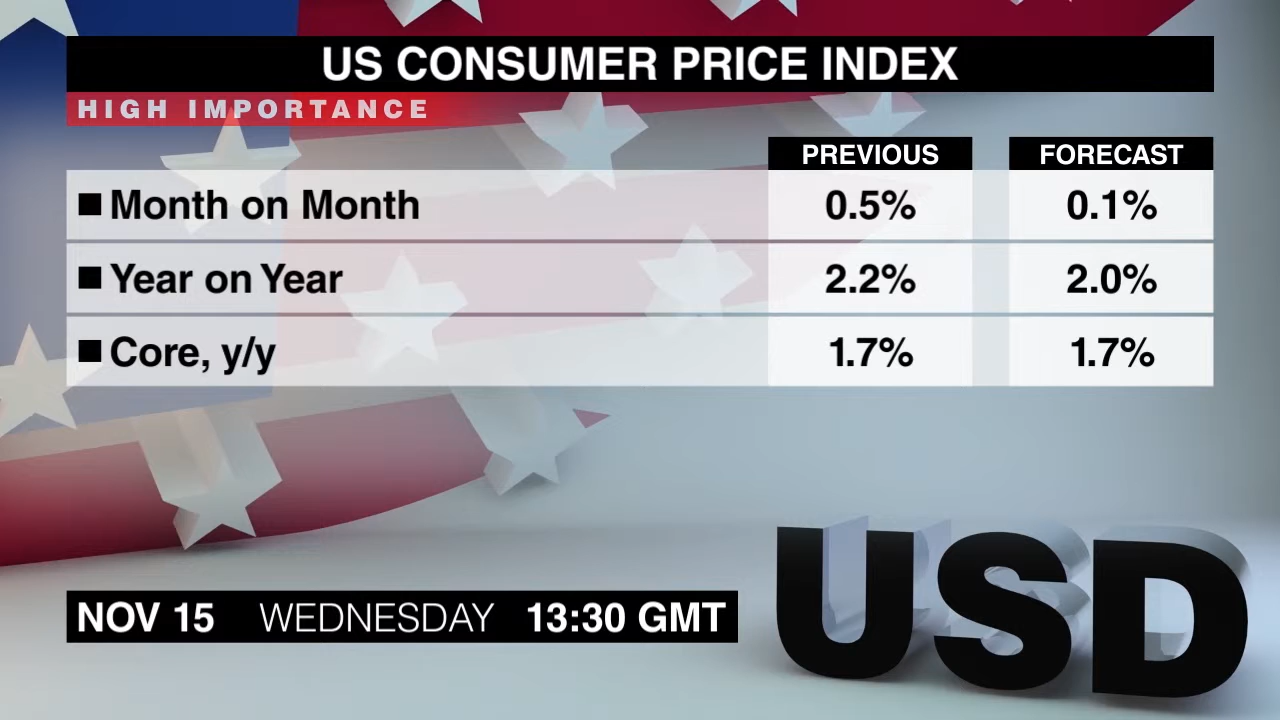 US CONSUMER PRICE INDEX
HIGH IMPORTANCE
PREVIOUS FORECAST
Month on Month 0.5% 0.1%
Year on Year 2.2% 2.0%
Core, y/y 1.7% 1.7%
NOV 15 WEDNESDAY 13:30 GMT
USD